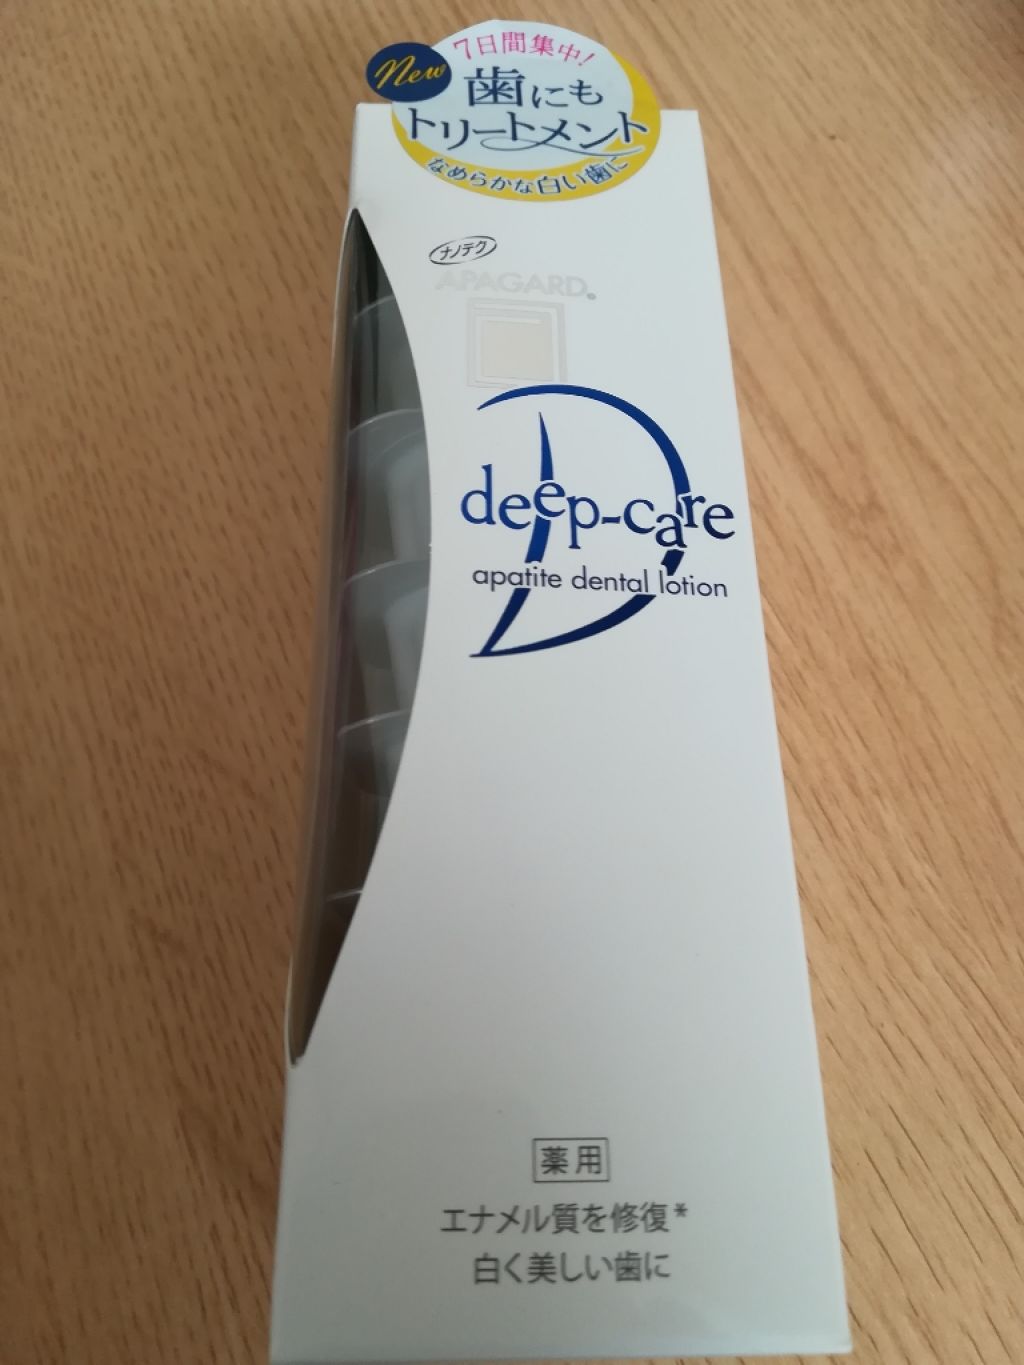 New
7日間集中!
歯にも
トリートメント
なめらかな白い歯に
ナノテク
APAGARD®
deep-care
apatite dental lotion
薬用
エナメル質を修復*
白く美しい歯に